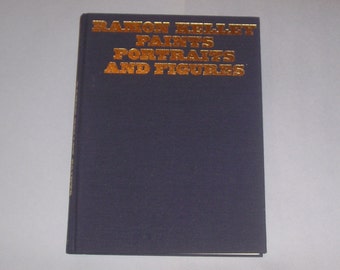 RAMON KELLEY
PAINTS
PORTRAITS
AND FIGURES